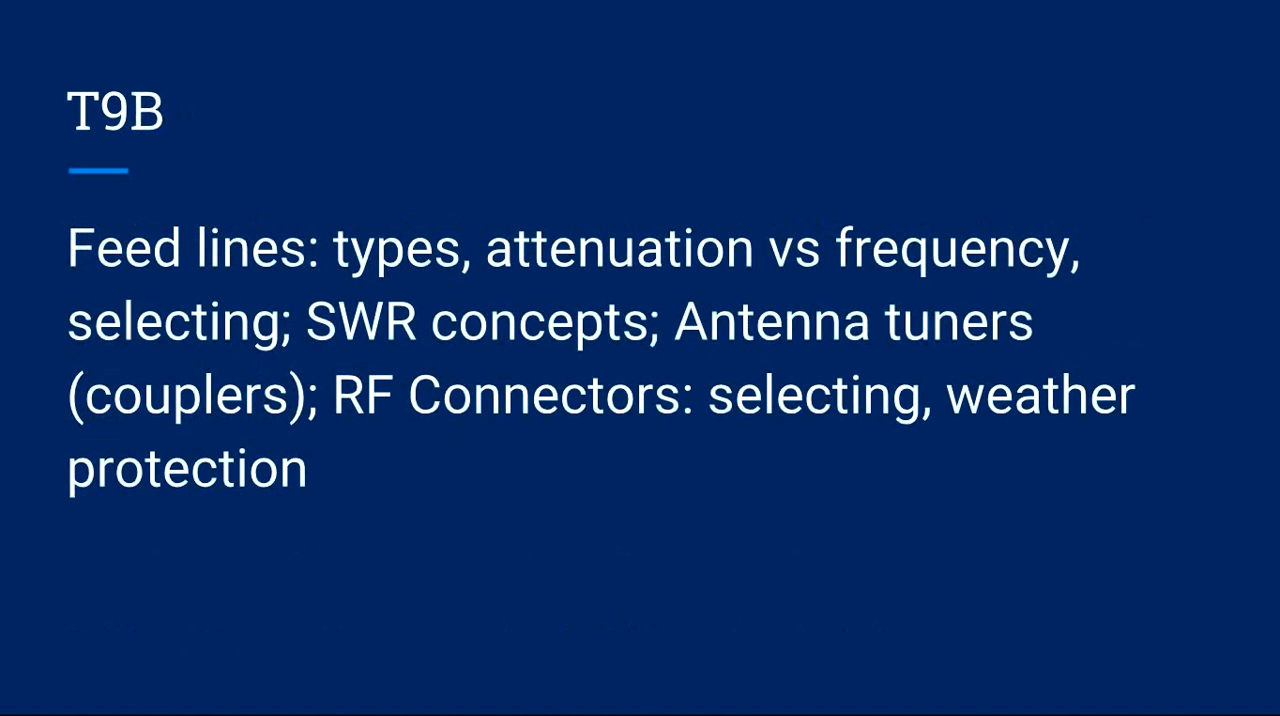 T9B
Feed lines: types, attenuation vs frequency,
selecting; SWR concepts; Antenna tuners
(couplers); RF Connectors: selecting, weather
protection